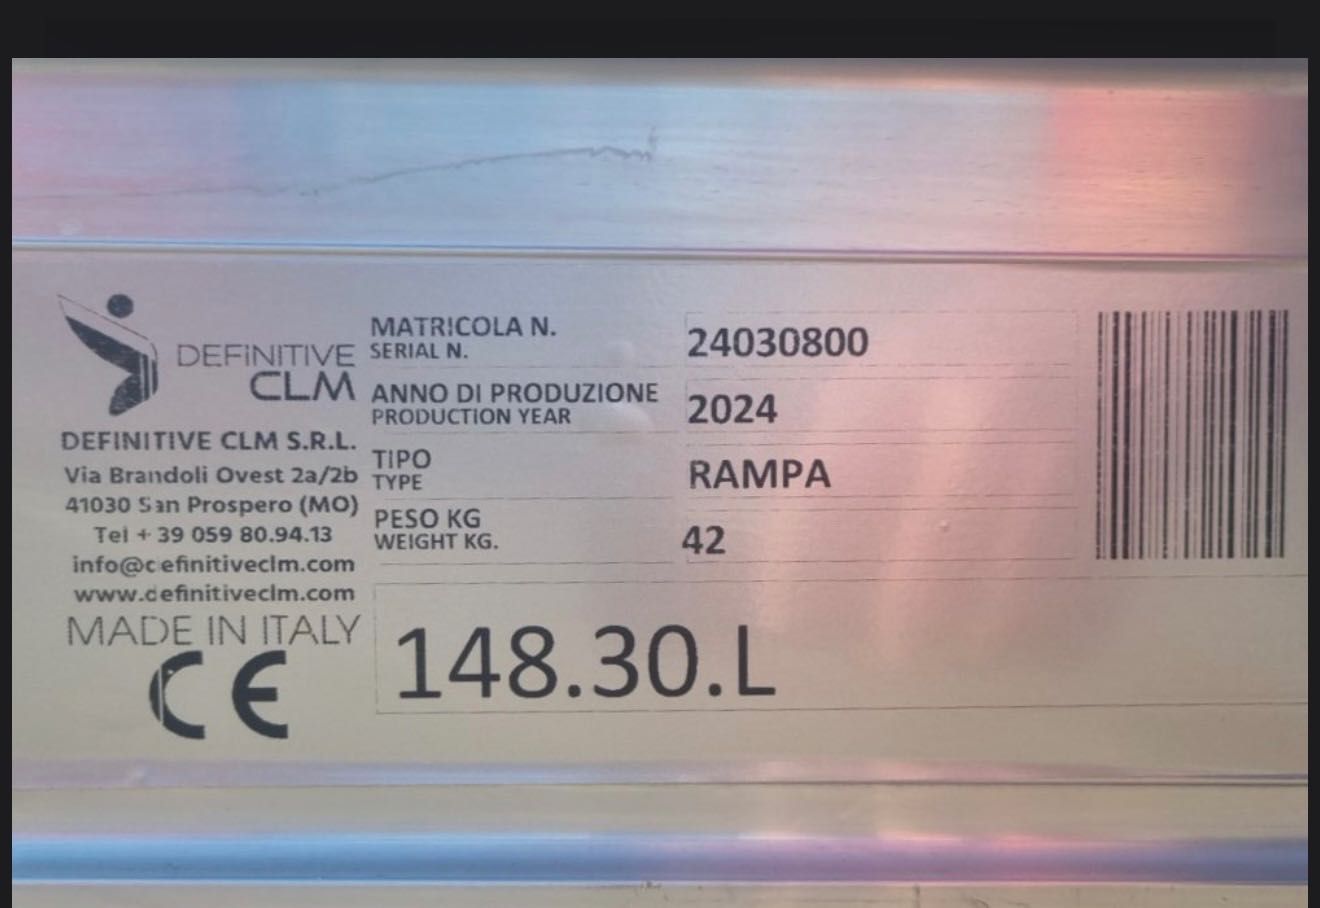 DEFINITIVE
CLM
DEFINITIVE CLM S.R.L.
Via Brandoli Ovest 2a/2b
41030 San Prospero (MO)
Tel + 39 059 80.94.13
info@definitiveclm.com
www.definitiveclm.com
MADE IN ITALY
CE
MATRICOLA N.
SERIAL N.
24030800
ANNO DI PRODUZIONE
PRODUCTION YEAR
2024
TIPO
TYPE
RAMPA
PESO KG
WEIGHT KG.
42
148.30.L